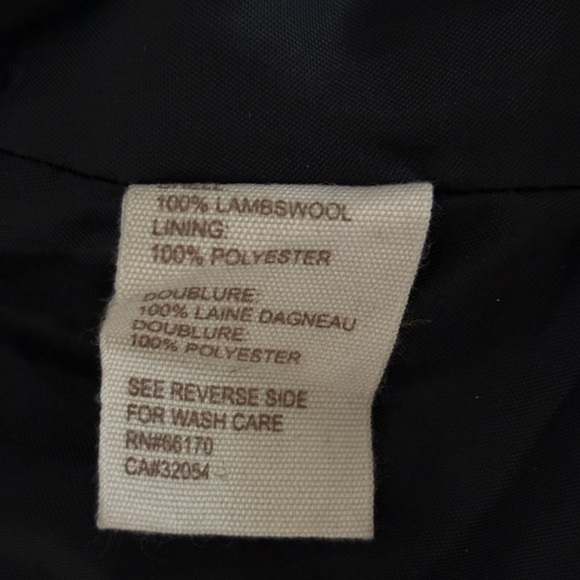 SHELL:
100% LAMBSWOOL
LINING:
100% POLYESTER
DOUBLURE:
100% LAINE DAGNEAU
DOUBLURE:
100% POLYESTER
SEE REVERSE SIDE
FOR WASH CARE
RN#66170
CA#32054